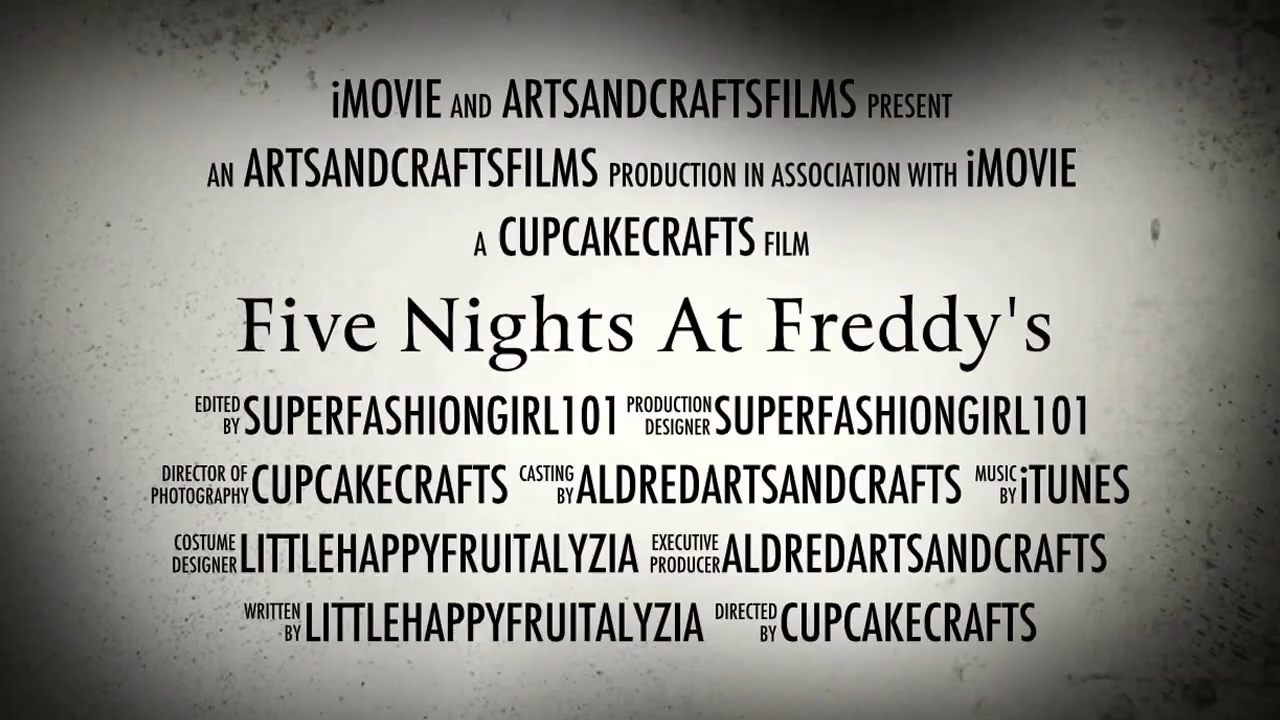 iMOVIE AND ARTSANDCRAFTSFILMS PRESENT
AN ARTSANDCRAFTSFILMS PRODUCTION IN ASSOCIATION WITH iMOVIE
A CUPCAKECRAFTS FILM
Five Nights At Freddy's
EDITED BY SUPERFASHIONGIRL101 PRODUCTION DESIGNER SUPERFASHIONGIRL101
DIRECTOR OF PHOTOGRAPHY CUPCAKECRAFTS CASTING BY ALDREDARTSANDCRAFTS MUSIC BY iTUNES
COSTUME DESIGNER LITTLEHAPPYFRUITALYZIA EXECUTIVE PRODUCER ALDREDARTSANDCRAFTS
WRITTEN BY LITTLEHAPPYFRUITALYZIA DIRECTED BY CUPCAKECRAFTS